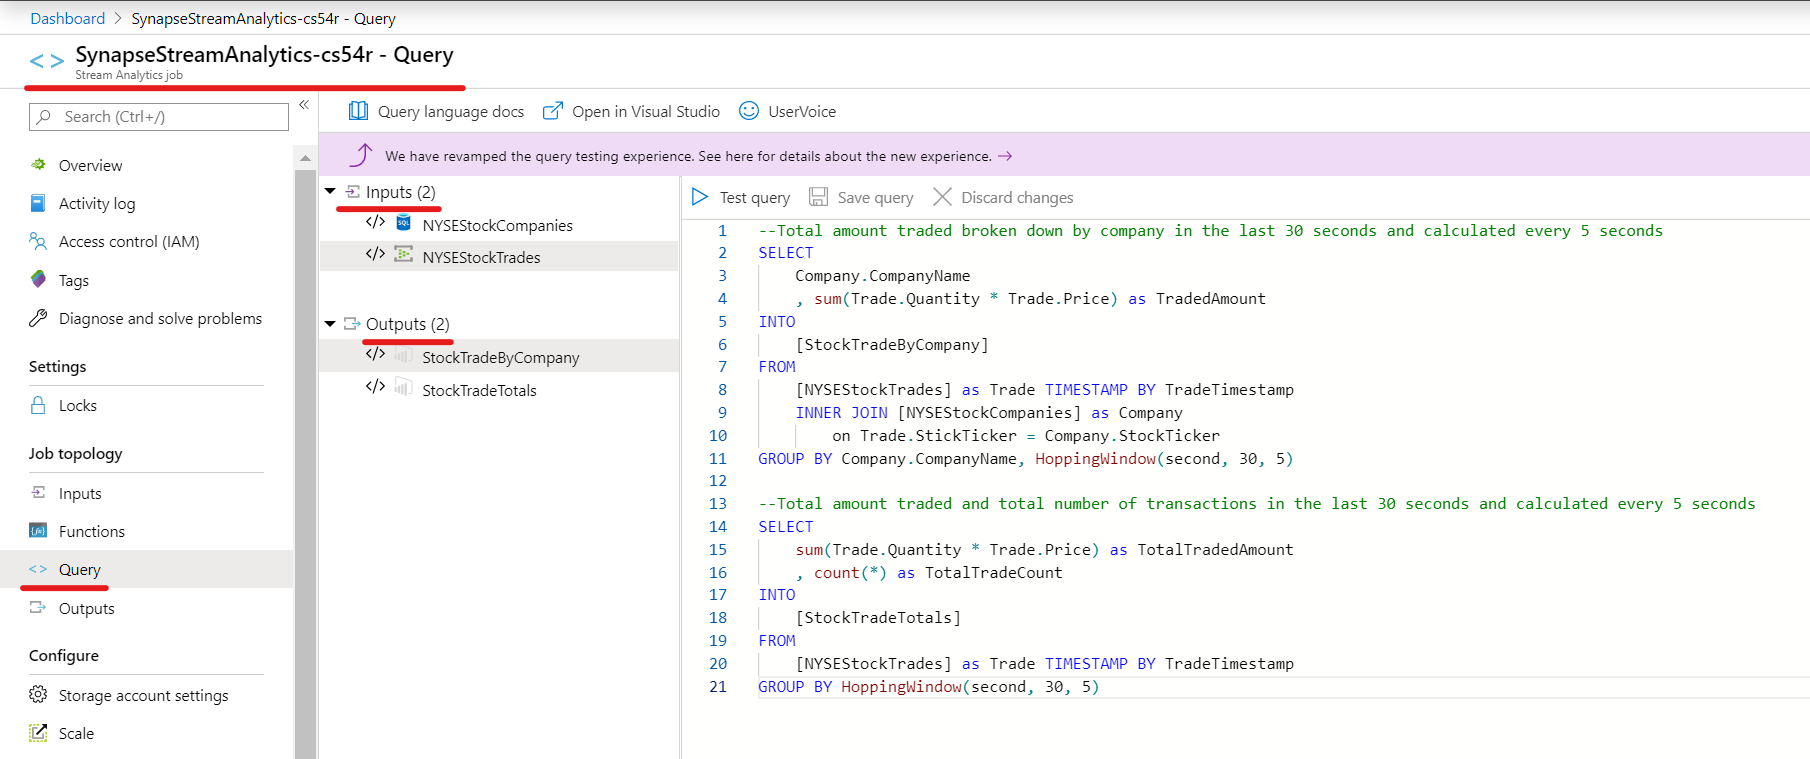 Dashboard > SynapseStreamAnalytics-cs54r - Query
SynapseStreamAnalytics-cs54r - Query
Stream Analytics job
Search (Ctrl+/)
Overview
Activity log
Access control (IAM)
Tags
Diagnose and solve problems
Settings
Locks
Job topology
Inputs
Functions
Query
Outputs
Configure
Storage account settings
Scale
Query language docs
Open in Visual Studio
UserVoice
We have revamped the query testing experience. See here for details about the new experience. →
Inputs (2)
NYSEStockCompanies
NYSEStockTrades
Outputs (2)
StockTradeByCompany
StockTradeTotals
Test query
Save query
Discard changes
1 --Total amount traded broken down by company in the last 30 seconds and calculated every 5 seconds
2 SELECT
3 Company.CompanyName
4 , sum(Trade.Quantity * Trade.Price) as TradedAmount
5 INTO
6 [StockTradeByCompany]
7 FROM
8 [NYSEStockTrades] as Trade TIMESTAMP BY TradeTimestamp
9 INNER JOIN [NYSEStockCompanies] as Company
10 on Trade.StickTicker = Company.StockTicker
11 GROUP BY Company.CompanyName, HoppingWindow(second, 30, 5)
12
13 --Total amount traded and total number of transactions in the last 30 seconds and calculated every 5 seconds
14 SELECT
15 sum(Trade.Quantity * Trade.Price) as TotalTradedAmount
16 , count(*) as TotalTradeCount
17 INTO
18 [StockTradeTotals]
19 FROM
20 [NYSEStockTrades] as Trade TIMESTAMP BY TradeTimestamp
21 GROUP BY HoppingWindow(second, 30, 5)